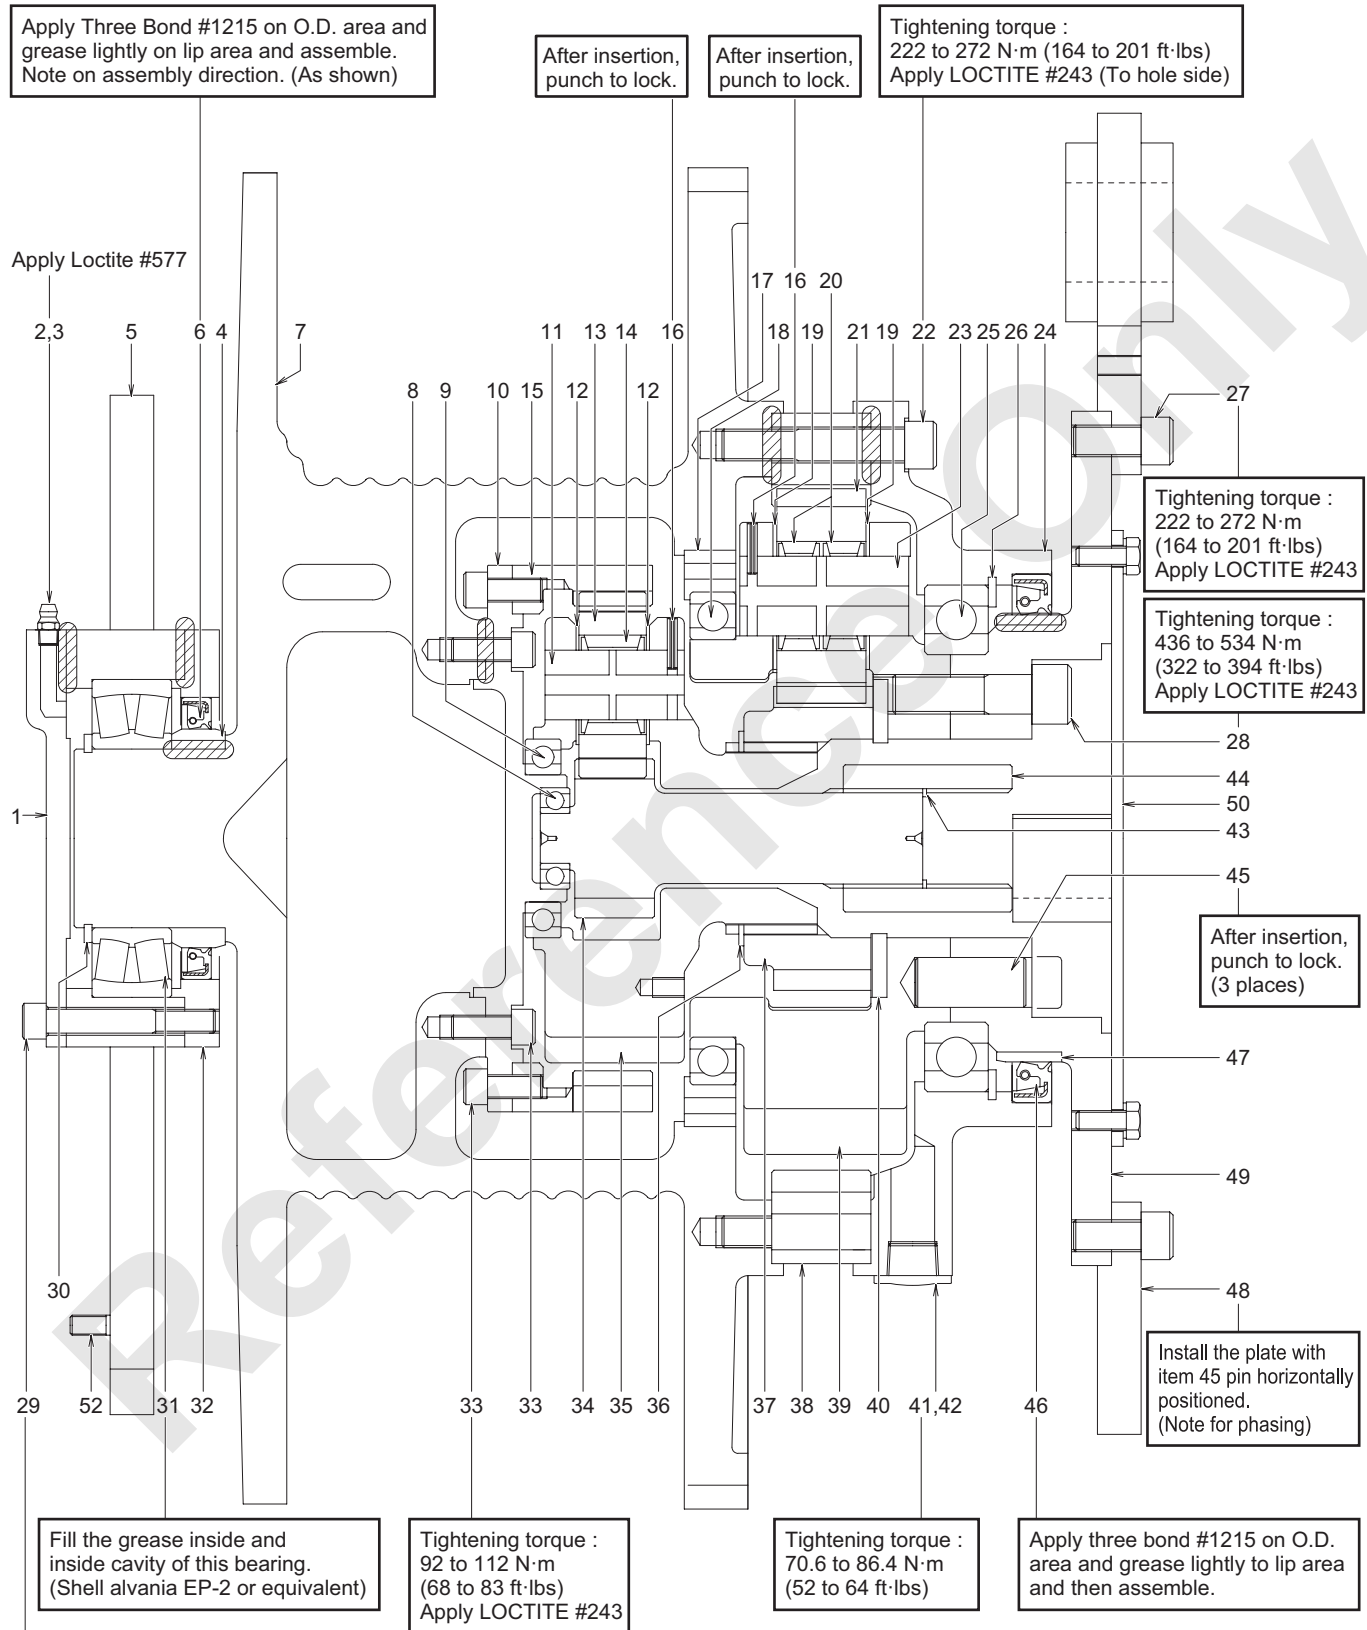 Apply Three Bond #1215 on O.D. area and
grease lightly on lip area and assemble.
Note on assembly direction. (As shown)
After insertion,
punch to lock.
After insertion,
punch to lock.
Tightening torque :
222 to 272 N·m (164 to 201 ft·lbs)
Apply LOCTITE #243 (To hole side)
Apply Loctite #577
2,3
5
6
4
7
11
13
14
16
17
16
20
18
19
21
19
22
23
25
26
24
8
9
10
15
12
12
27
Tightening torque :
222 to 272 N·m
(164 to 201 ft·lbs)
Apply LOCTITE #243
Tightening torque :
436 to 534 N·m
(322 to 394 ft·lbs)
Apply LOCTITE #243
28
44
50
43
1
45
After insertion,
punch to lock.
(3 places)
47
49
30
48
Install the plate with
item 45 pin horizontally
positioned.
(Note for phasing)
29
52
31
32
33
33
34
35
36
37
38
39
40
41,42
46
Fill the grease inside and
inside cavity of this bearing.
(Shell alvania EP-2 or equivalent)
Tightening torque :
92 to 112 N·m
(68 to 83 ft·lbs)
Apply LOCTITE #243
Tightening torque :
70.6 to 86.4 N·m
(52 to 64 ft·lbs)
Apply three bond #1215 on O.D.
area and grease lightly to lip area
and then assemble.
Reference Only